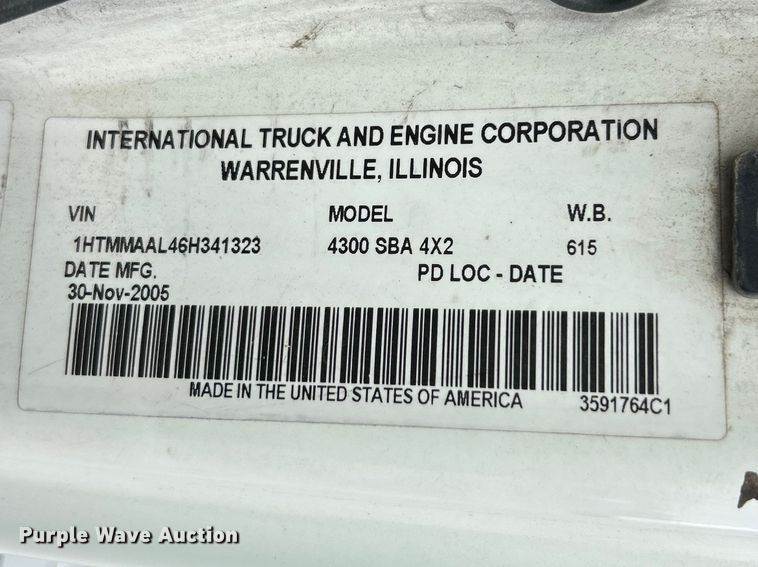 INTERNATIONAL TRUCK AND ENGINE CORPORATION
WARRENVILLE, ILLINOIS
VIN MODEL W.B.
1HTMMAAL46H341323 4300 SBA 4X2 615
DATE MFG. PD LOC - DATE
30-Nov-2005
MADE IN THE UNITED STATES OF AMERICA 3591764C1
Purple Wave Auction